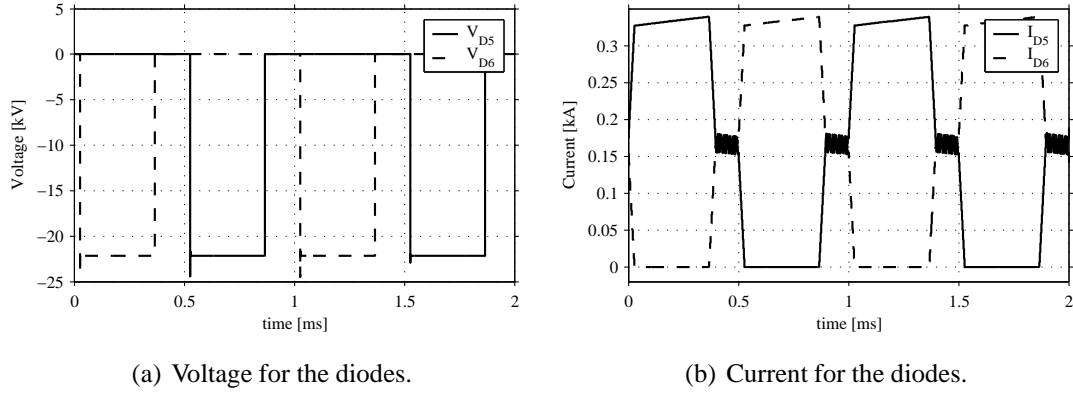 5
0
−5
−10
−15
−20
−25
0 0.5 1 1.5 2
Voltage [kV]
time [ms]
V_D5
V_D6
(a) Voltage for the diodes.
0.3
0.25
0.2
0.15
0.1
0.05
0
0 0.5 1 1.5 2
Current [kA]
time [ms]
I_D5
I_D6
(b) Current for the diodes.